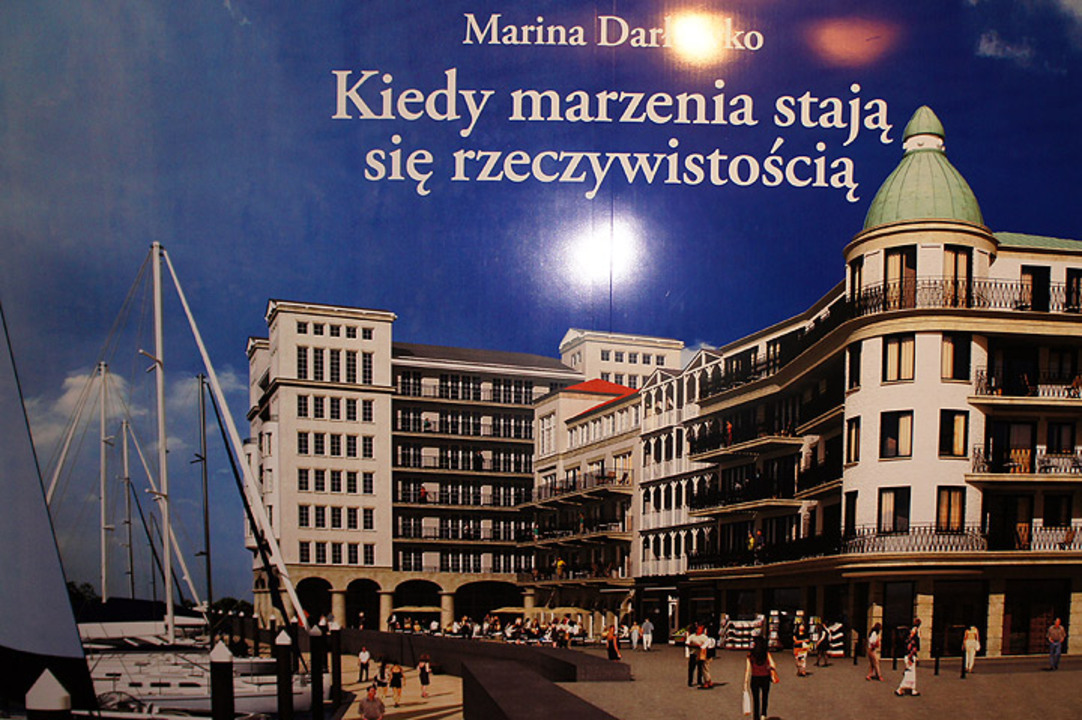 Marina
Kiedy marzenia stają
się rzeczywistością